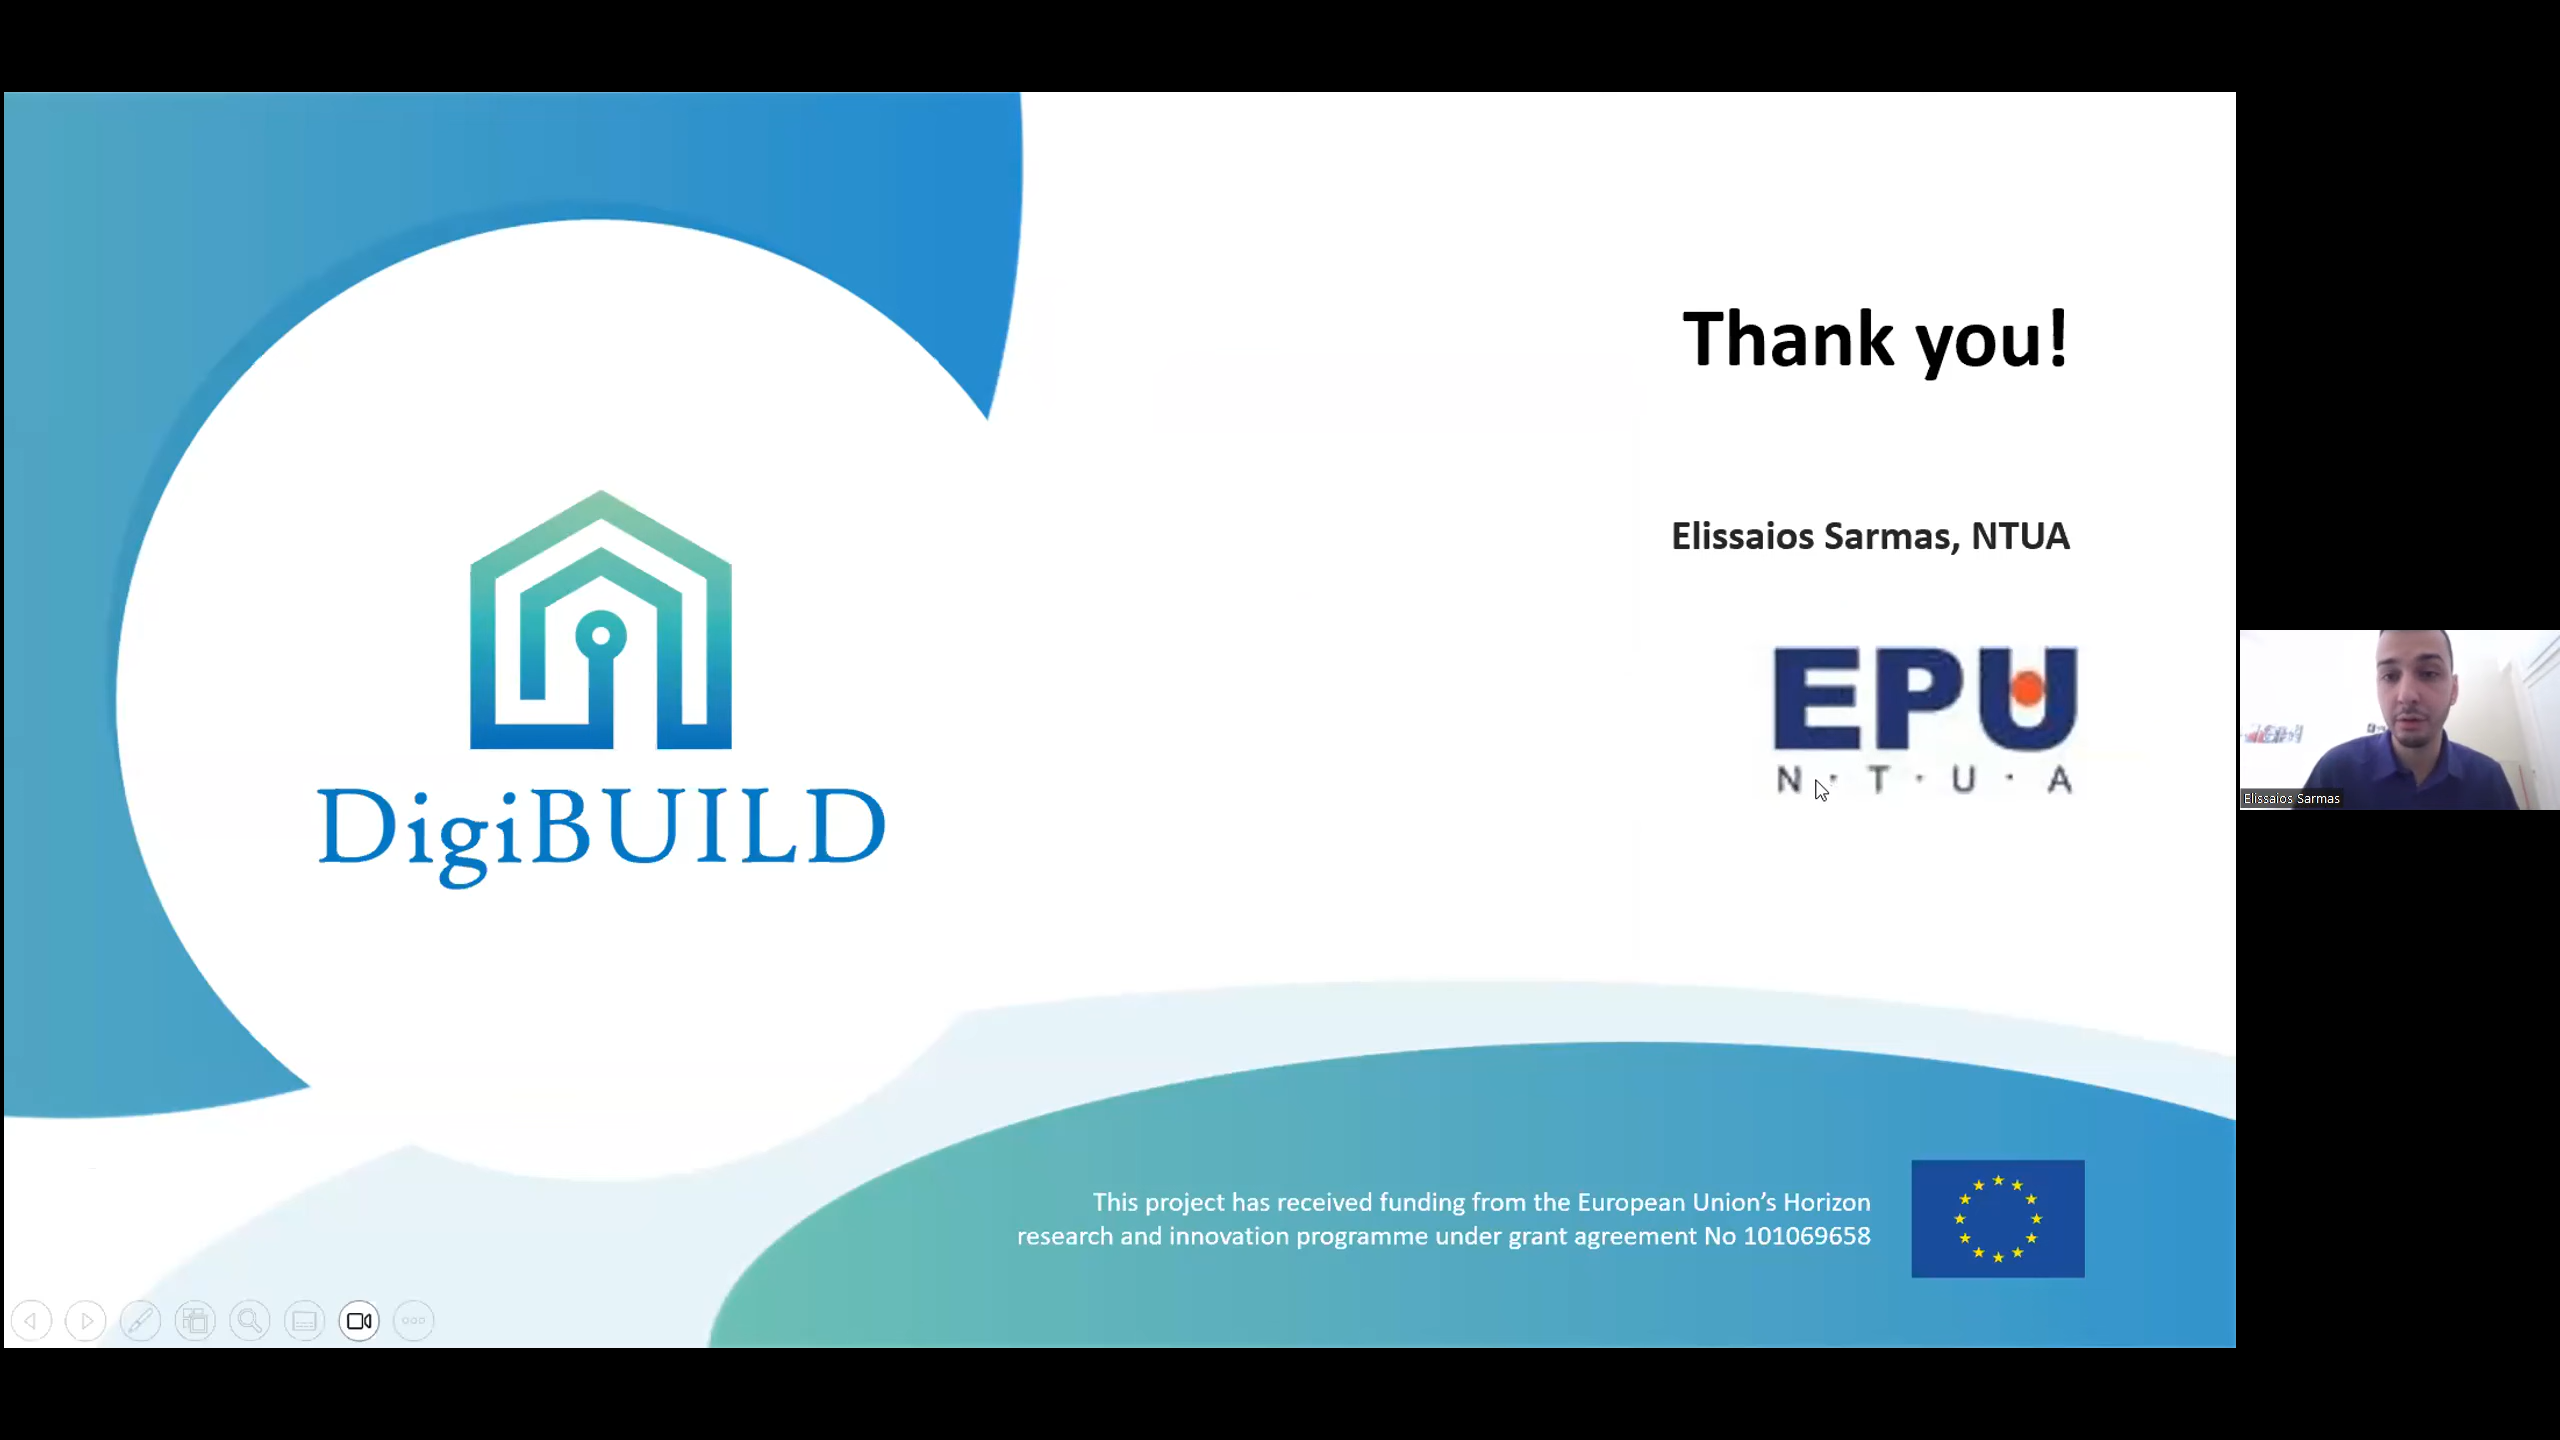 Thank you!
Elissaios Sarmas, NTUA
EPU
N · T · U · A
DigiBUILD
This project has received funding from the European Union’s Horizon
research and innovation programme under grant agreement No 101069658
Elissaios Sarmas